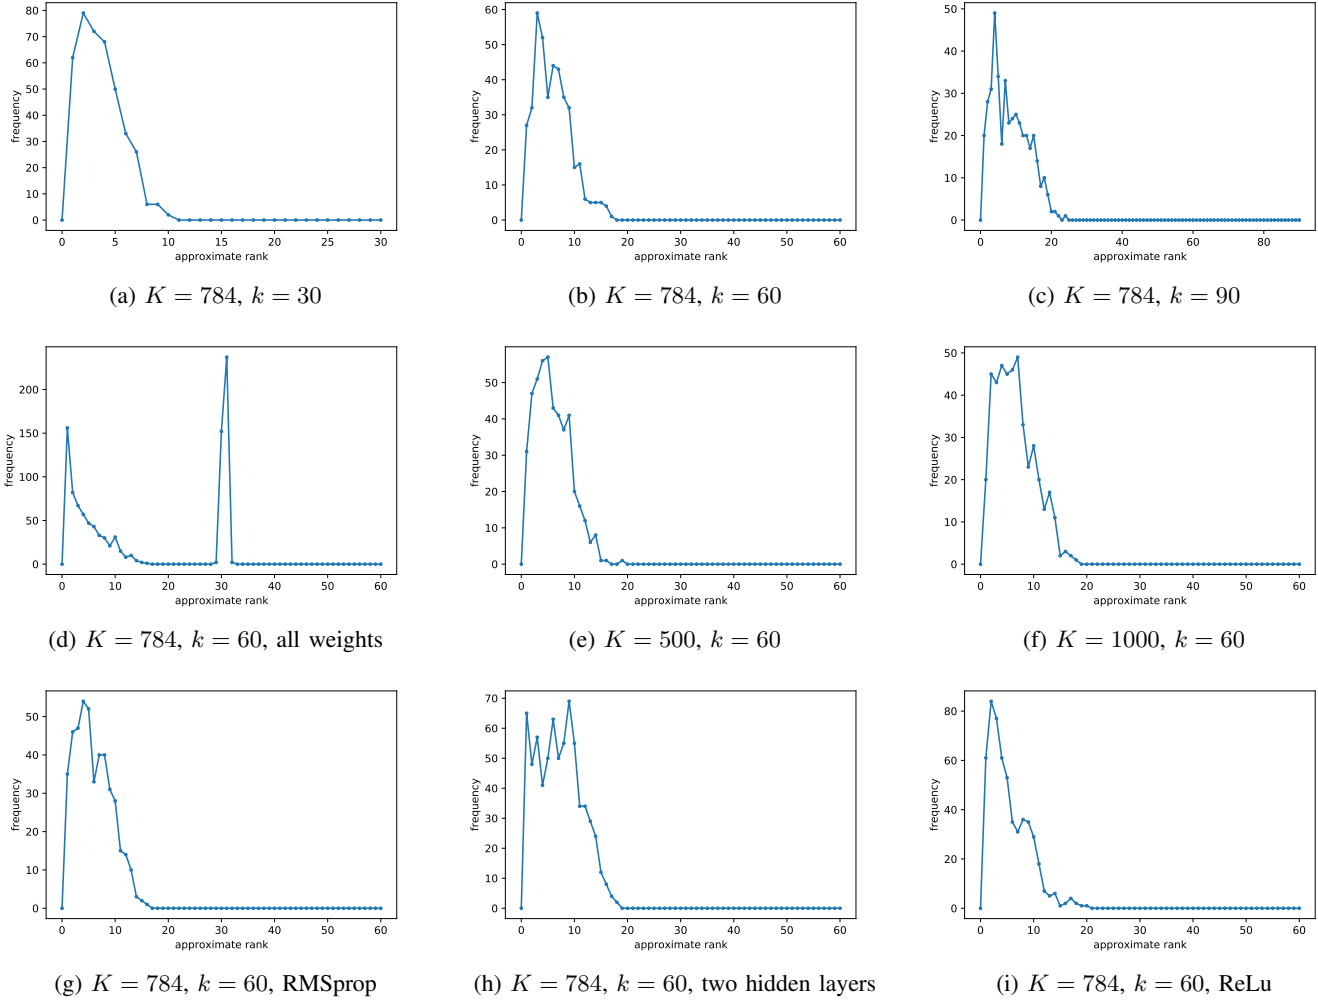 80
70
60
50
40
30
20
10
0
frequency
0 5 10 15 20 25 30
approximate rank
(a) K = 784, k = 30
60
50
40
30
20
10
0
frequency
0 10 20 30 40 50 60
approximate rank
(b) K = 784, k = 60
50
40
30
20
10
0
frequency
0 20 40 60 80
approximate rank
(c) K = 784, k = 90
200
150
100
50
0
frequency
0 10 20 30 40 50 60
approximate rank
(d) K = 784, k = 60, all weights
50
40
30
20
10
0
frequency
0 10 20 30 40 50 60
approximate rank
(e) K = 500, k = 60
50
40
30
20
10
0
frequency
0 10 20 30 40 50 60
approximate rank
(f) K = 1000, k = 60
50
40
30
20
10
0
frequency
0 10 20 30 40 50 60
approximate rank
(g) K = 784, k = 60, RMSprop
70
60
50
40
30
20
10
0
frequency
0 10 20 30 40 50 60
approximate rank
(h) K = 784, k = 60, two hidden layers
80
60
40
20
0
frequency
0 10 20 30 40 50 60
approximate rank
(i) K = 784, k = 60, ReLu